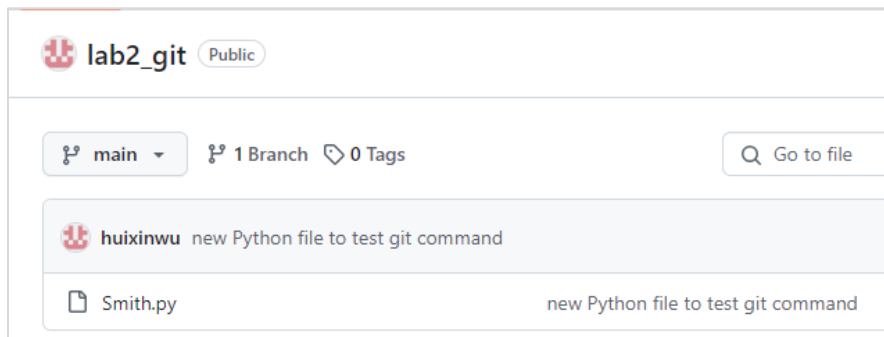 lab2_git Public
main 1 Branch 0 Tags Go to file
huixinwu new Python file to test git command
Smith.py new Python file to test git command